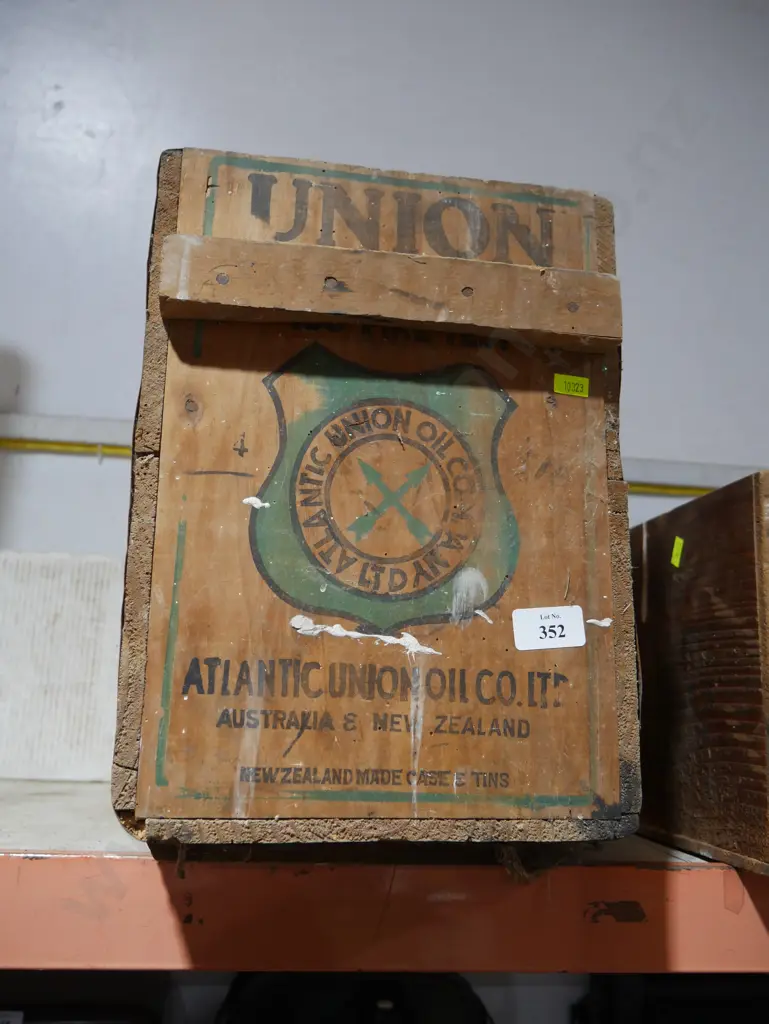 UNION
10323
4
ATLANTIC UNION OIL COMPANY LTD
Lot No.
352
ATLANTIC UNION OIL CO. LTD
AUSTRALIA & NEW ZEALAND
NEW ZEALAND MADE CASE & TINS